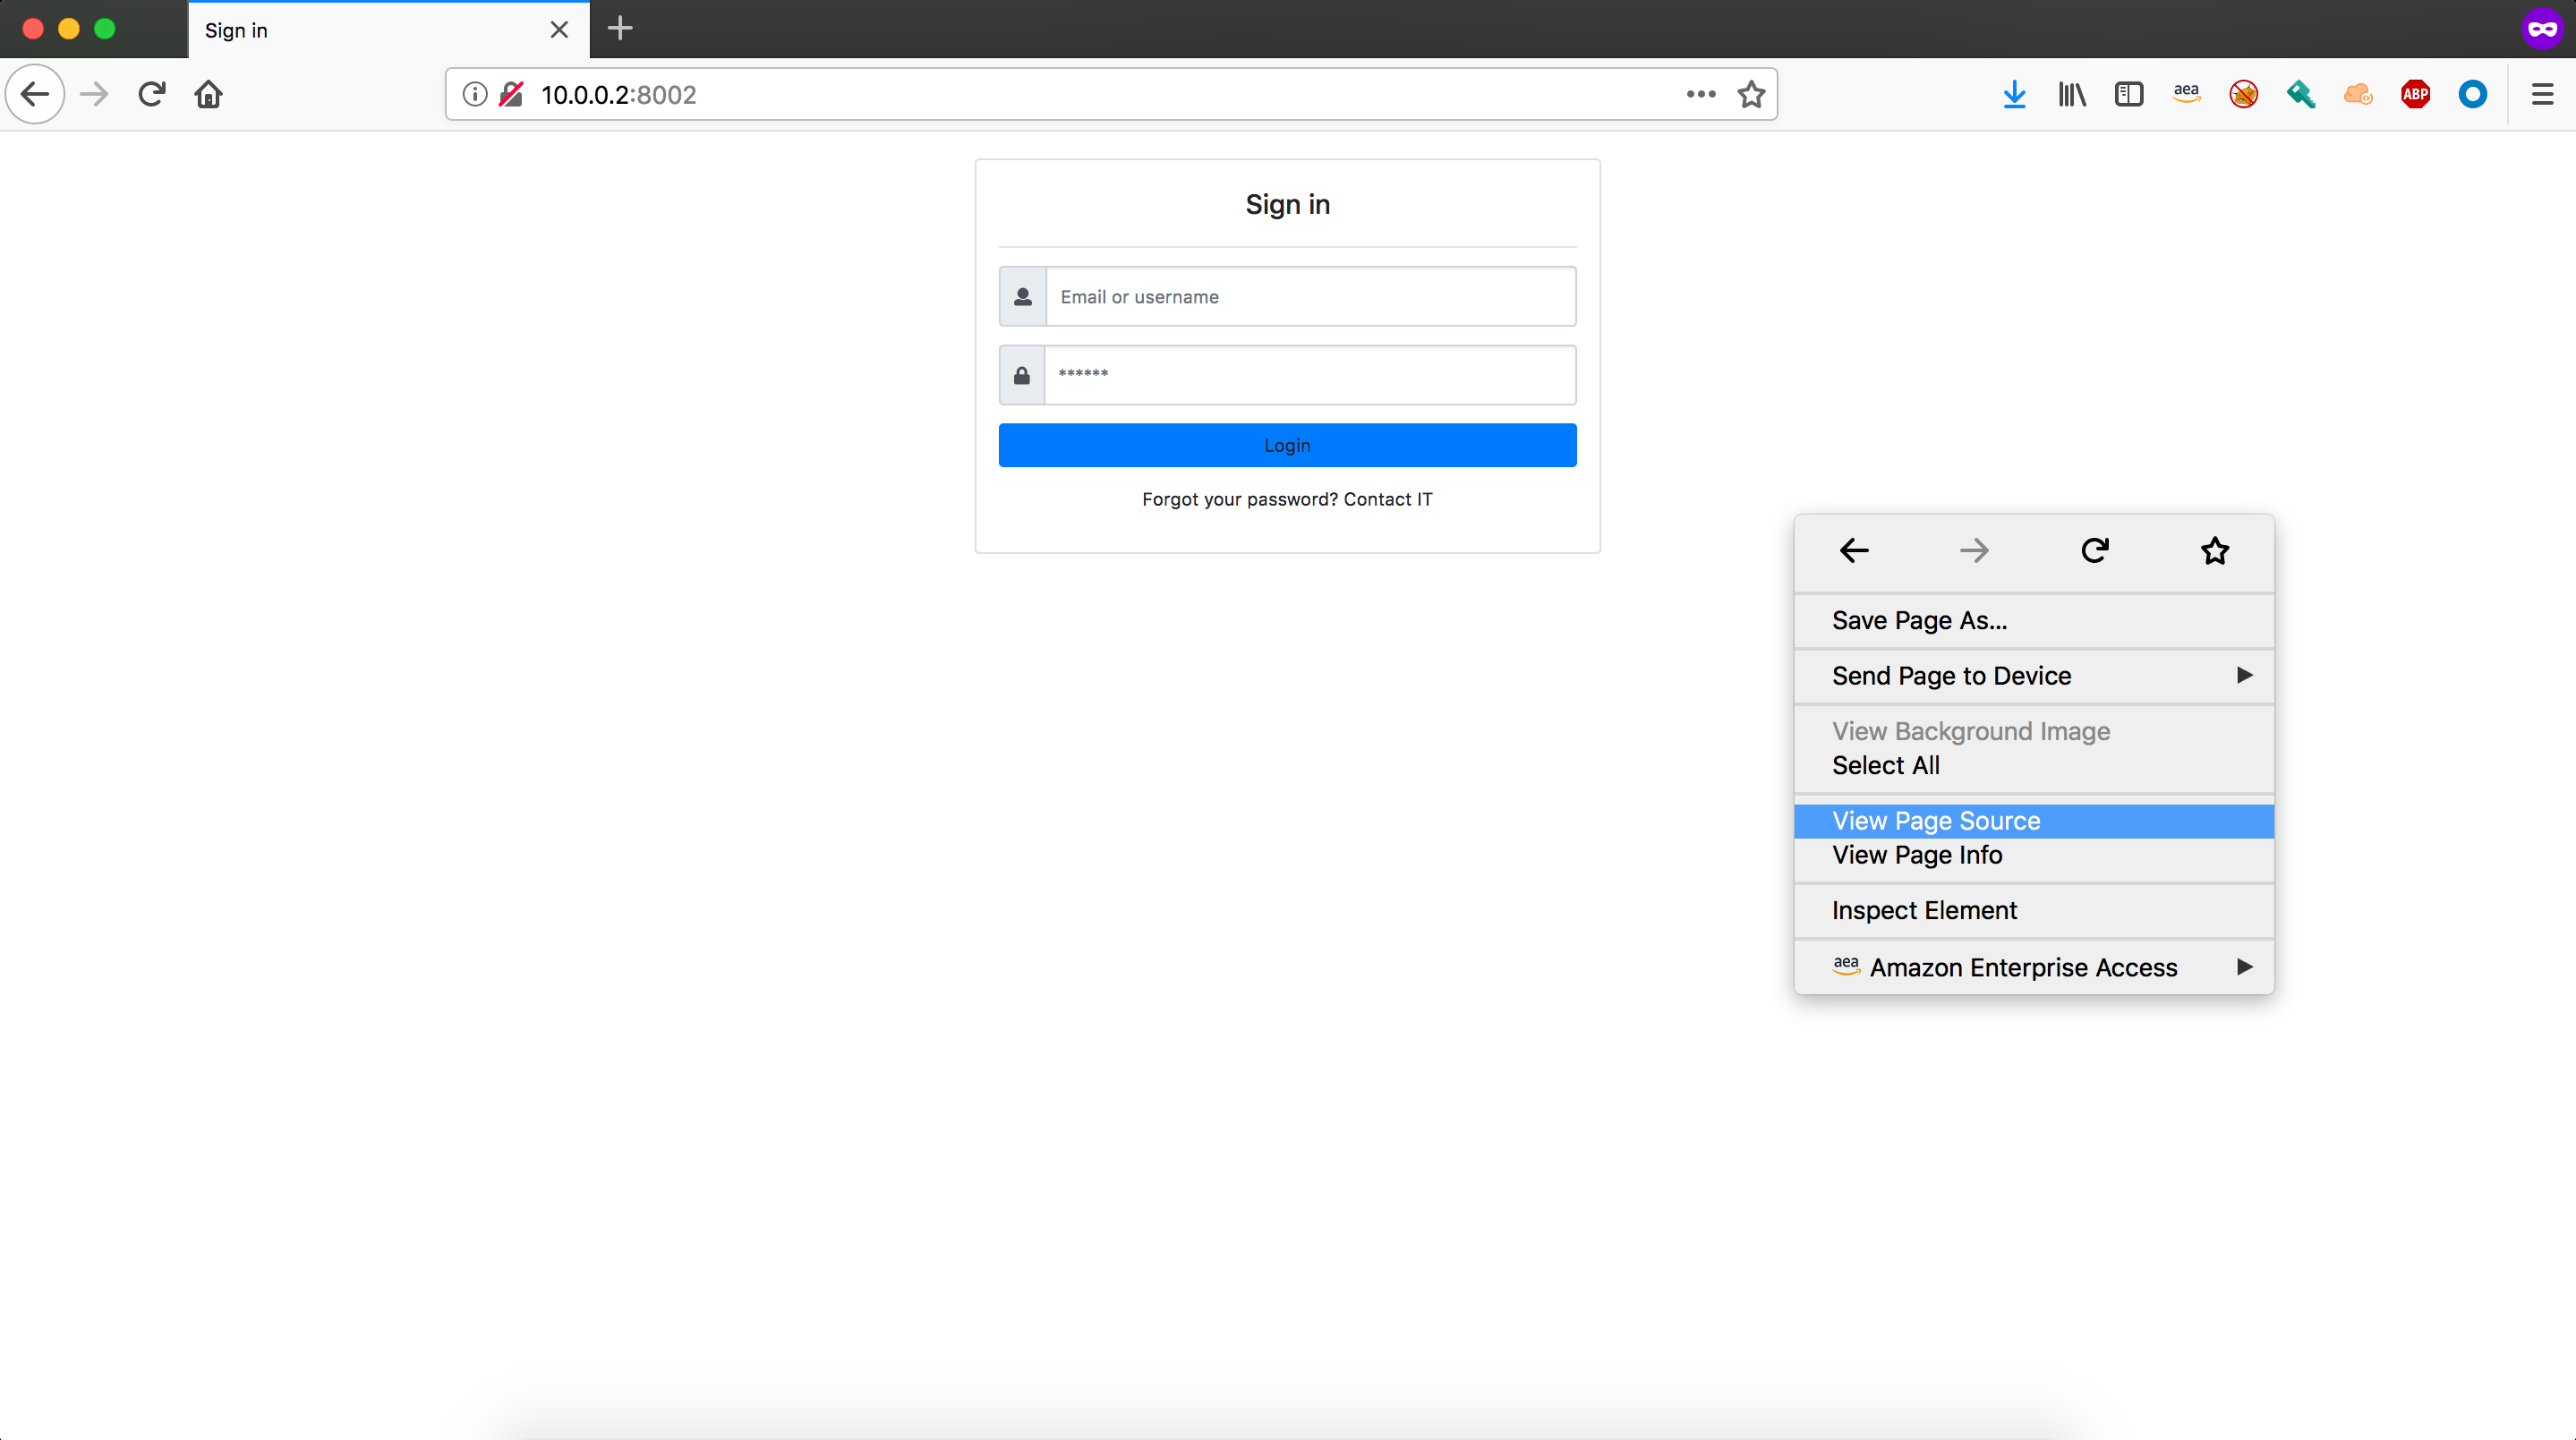 Sign in
10.0.0.2:8002
aea
ABP
Sign in
Email or username
******
Login
Forgot your password? Contact IT
Save Page As...
Send Page to Device
View Background Image
Select All
View Page Source
View Page Info
Inspect Element
aea Amazon Enterprise Access